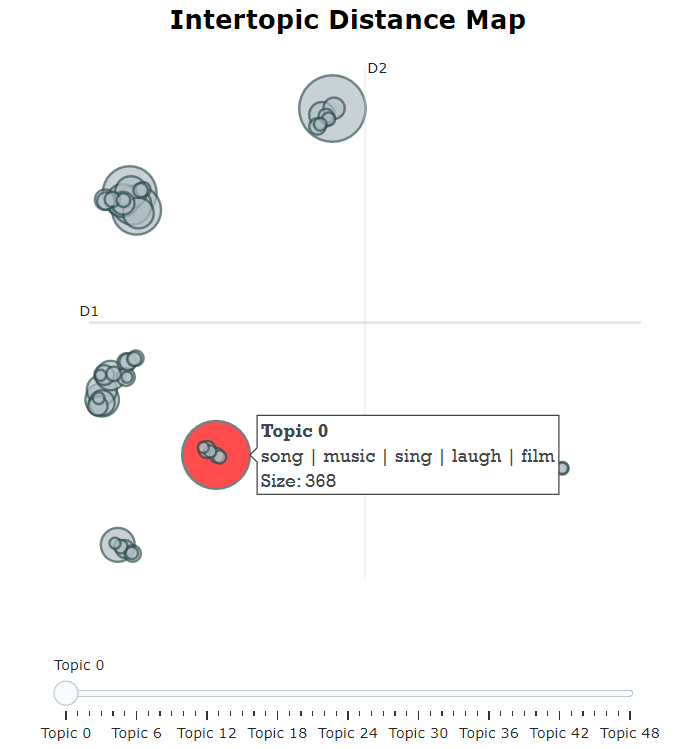 Intertopic Distance Map
D2
D1
Topic 0
song | music | sing | laugh | film
Size: 368
Topic 0
Topic 0 Topic 6 Topic 12 Topic 18 Topic 24 Topic 30 Topic 36 Topic 42 Topic 48